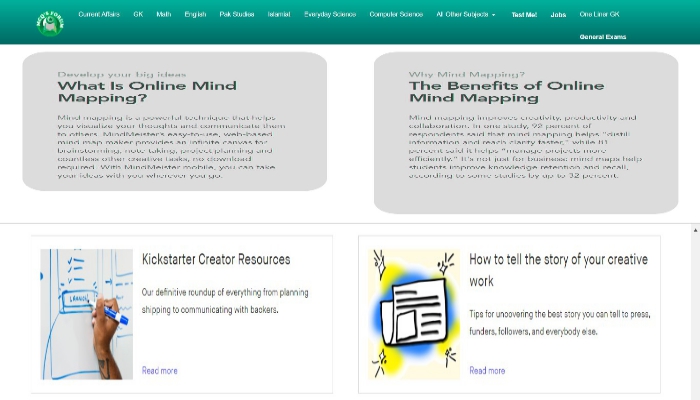 Current Affairs GK Math English Pak Studies Islamiat Everyday Science Computer Science All Other Subjects Test Me! Jobs One Liner GK
General Exams
Develop your big ideas
What Is Online Mind
Mapping?
Mind mapping is a powerful technique that helps
you visualize your thoughts and communicate them
to others. MindMeister's easy-to-use, web-based
mind map maker provides an infinite canvas for
brainstorming, note taking, project planning and
countless other creative tasks, no download
required. With MindMeister mobile, you can take
your ideas with you wherever you go.
Why Mind Mapping?
The Benefits of Online
Mind Mapping
Mind mapping improves creativity, productivity and
collaboration. In one study, 92 percent of
respondents said that mind mapping helps "distill
information and reach clarity faster," while 81
percent said it helps "manage projects more
efficiently." It's not just for business: mind maps help
students improve knowledge retention and recall,
according to some studies by up to 32 percent.
Kickstarter Creator Resources
Our definitive roundup of everything from planning
shipping to communicating with backers.
Read more
How to tell the story of your creative
work
Tips for uncovering the best story you can tell to press,
funders, followers, and everybody else.
Read more